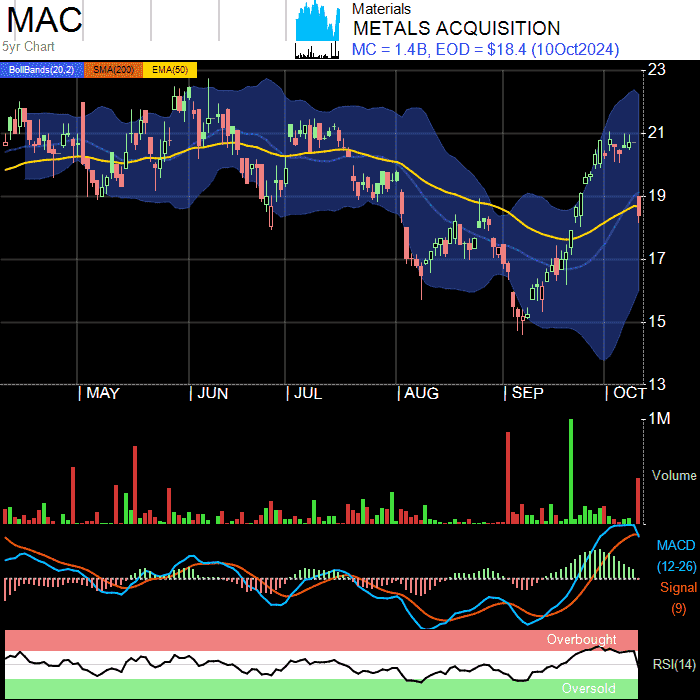 MAC
5yr Chart
Materials
METALS ACQUISITION
MC = 1.4B, EOD = $18.4 (10Oct2024)
BollBands(20,2) SMA(200) EMA(50)
23
21
19
17
15
13
| MAY | JUN | JUL | AUG | SEP | OCT
1M
Volume
MACD
(12-26)
Signal
(9)
Overbought
RSI(14)
Oversold